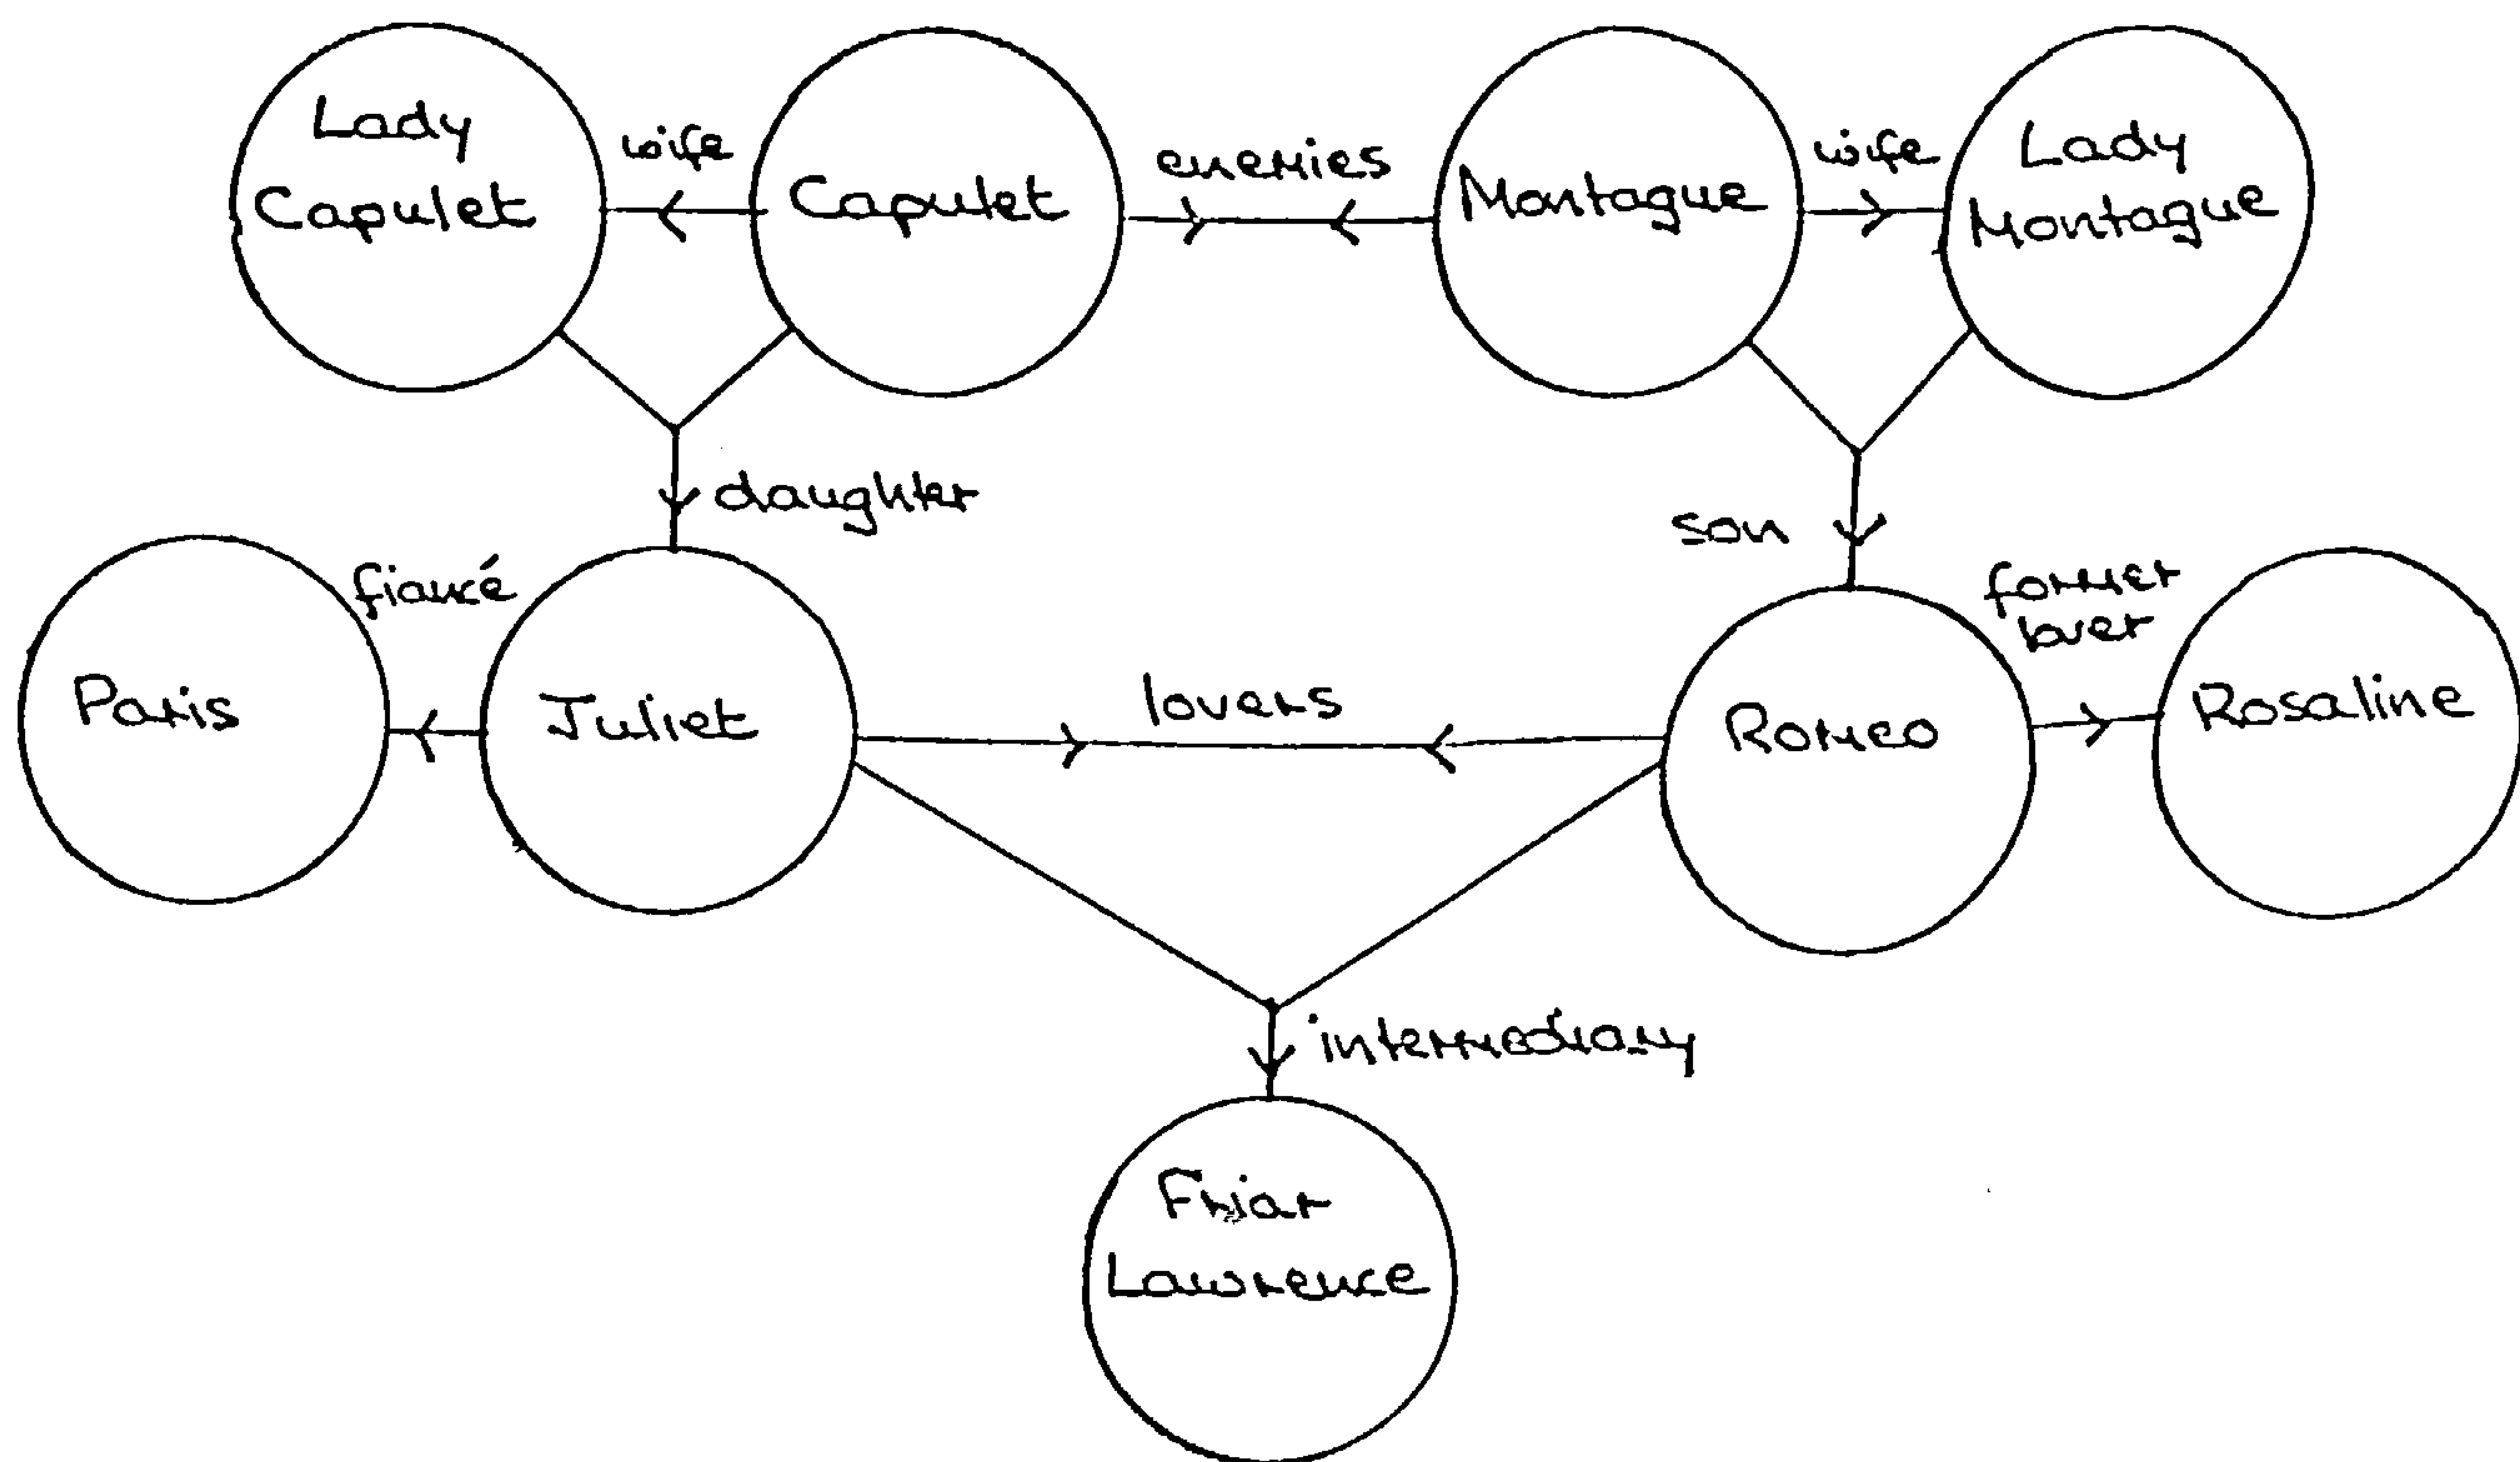 Lady
Capulet
wife
Capulet
enemies
Montague
wife
Lady
Montague
daughter
son
Paris
fiancé
Juliet
lovers
Romeo
former
lover
Rosaline
intermediary
Friar
Lawrence